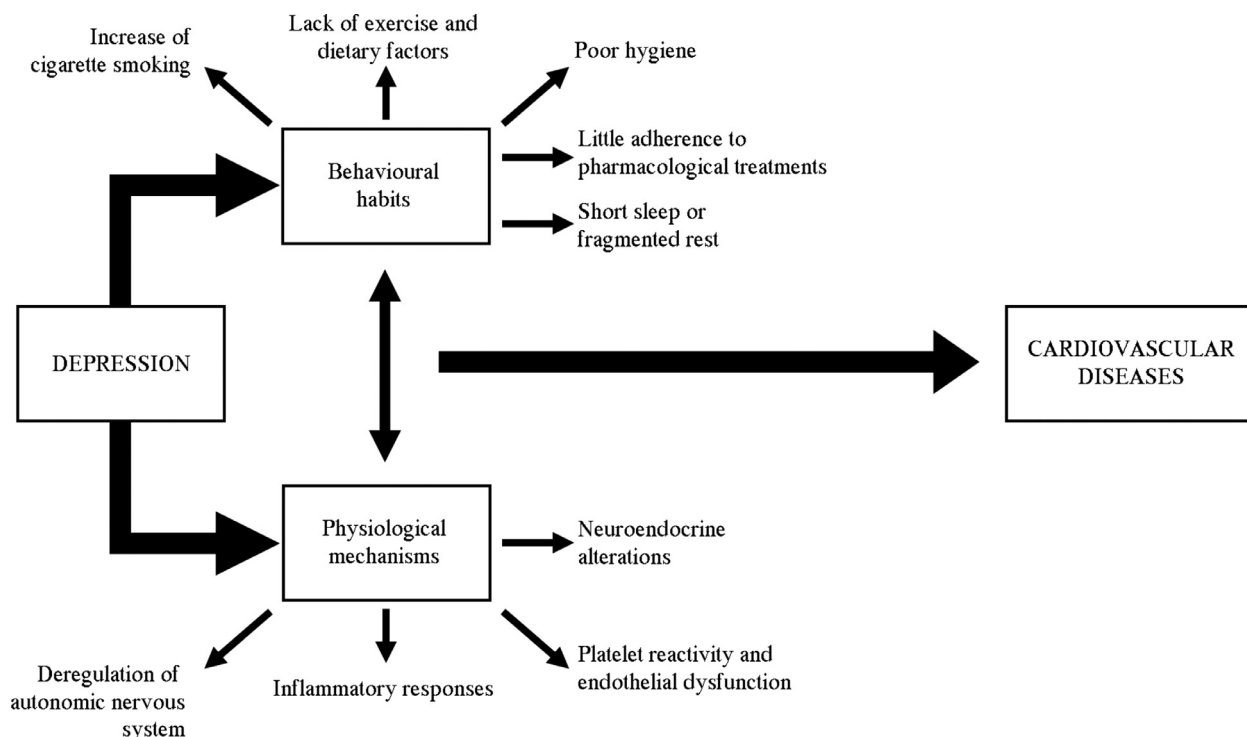 Increase of
cigarette smoking
Lack of exercise and
dietary factors
Poor hygiene
Behavioural
habits
Little adherence to
pharmacological treatments
Short sleep or
fragmented rest
DEPRESSION
CARDIOVASCULAR
DISEASES
Physiological
mechanisms
Neuroendocrine
alterations
Deregulation of
autonomic nervous
system
Inflammatory responses
Platelet reactivity and
endothelial dysfunction